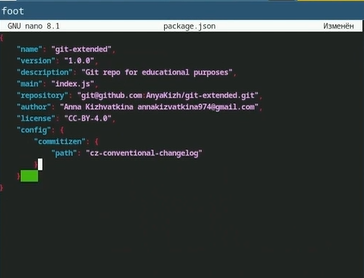 foot
GNU nano 8.1 package.json Изменён
{
"name": "git-extended",
"version": "1.0.0",
"description": "Git repo for educational purposes",
"main": "index.js",
"repository": "git@github.com:AnyaKizh/git-extended.git",
"author": "Anna Kizhvatkina annakizvatkina974@gmail.com",
"license": "CC-BY-4.0",
"config": {
"commitizen": {
"path": "cz-conventional-changelog"
}
}
}